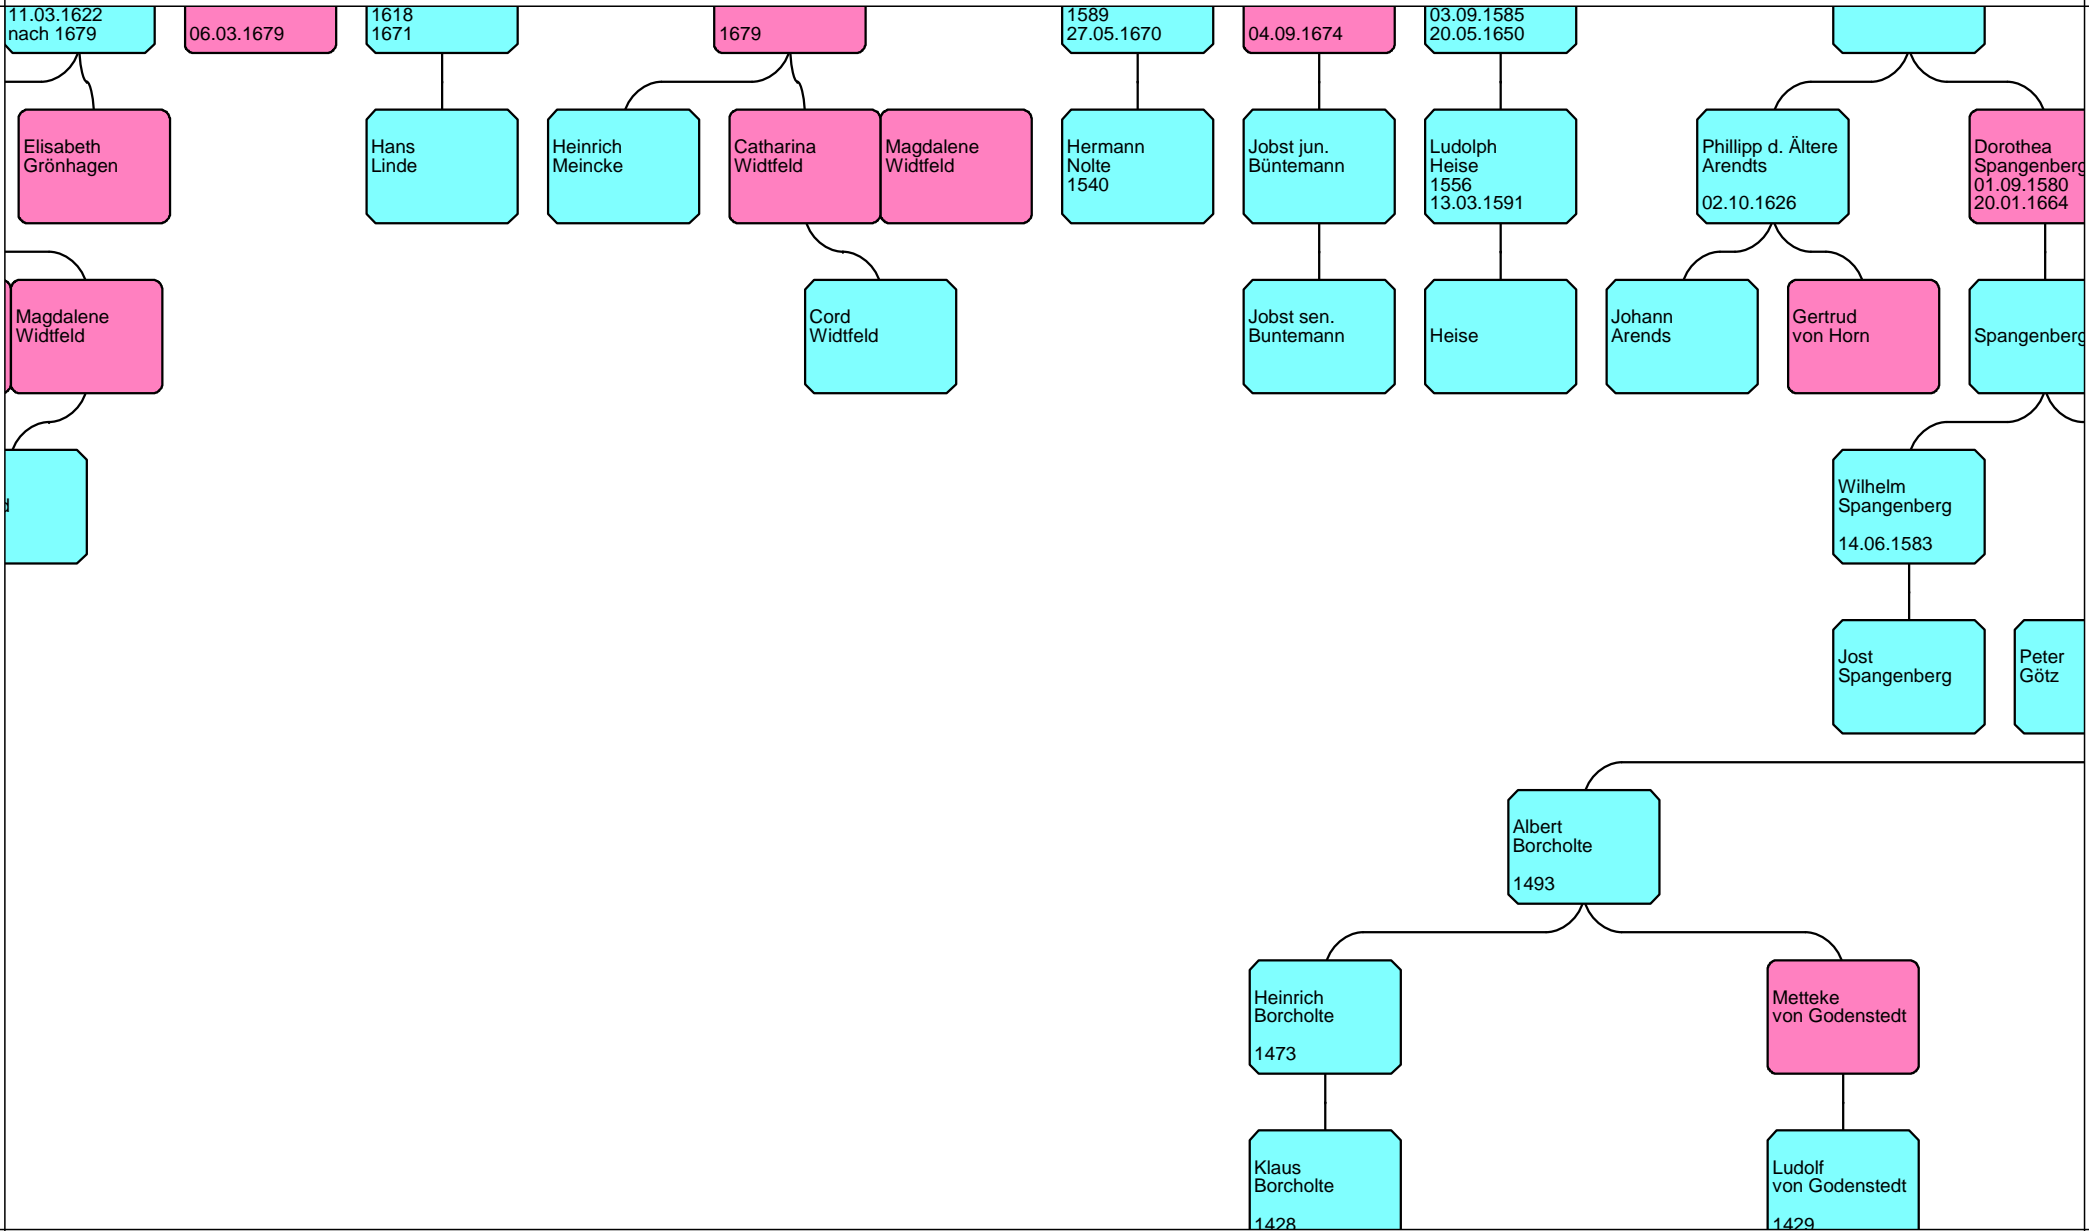 11.03.1622
nach 1679
06.03.1679
1618
1671
1679
1589
27.05.1670
04.09.1674
03.09.1585
20.05.1650
Elisabeth
Grönhagen
Hans
Linde
Heinrich
Meincke
Catharina
Widtfeld
Magdalene
Widtfeld
Hermann
Nolte
1540
Jobst jun.
Büntemann
Ludolph
Heise
1556
13.03.1591
Phillipp d. Ältere
Arendts
02.10.1626
Dorothea
Spangenberg
01.09.1580
20.01.1664
Magdalene
Widtfeld
Cord
Widtfeld
Jobst sen.
Buntemann
Heise
Johann
Arends
Gertrud
von Horn
Spangenberg
Wilhelm
Spangenberg
14.06.1583
Jost
Spangenberg
Peter
Götz
Albert
Borcholte
1493
Heinrich
Borcholte
1473
Metteke
von Godenstedt
Klaus
Borcholte
1428
Ludolf
von Godenstedt
1429